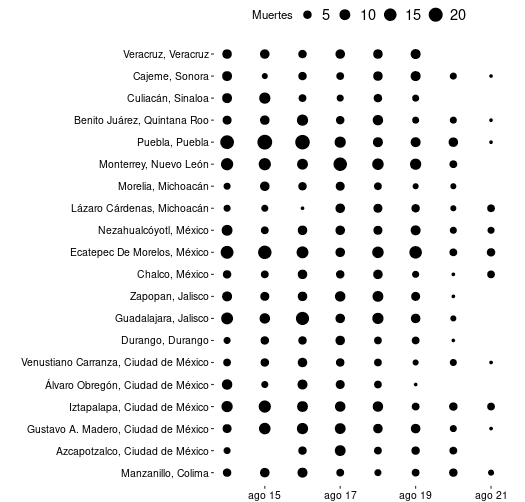 Muertes 5 10 15 20
Veracruz, Veracruz
Cajeme, Sonora
Culiacán, Sinaloa
Benito Juárez, Quintana Roo
Puebla, Puebla
Monterrey, Nuevo León
Morelia, Michoacán
Lázaro Cárdenas, Michoacán
Nezahualcóyotl, México
Ecatepec De Morelos, México
Chalco, México
Zapopan, Jalisco
Guadalajara, Jalisco
Durango, Durango
Venustiano Carranza, Ciudad de México
Álvaro Obregón, Ciudad de México
Iztapalapa, Ciudad de México
Gustavo A. Madero, Ciudad de México
Azcapotzalco, Ciudad de México
Manzanillo, Colima
ago 15 ago 17 ago 19 ago 21